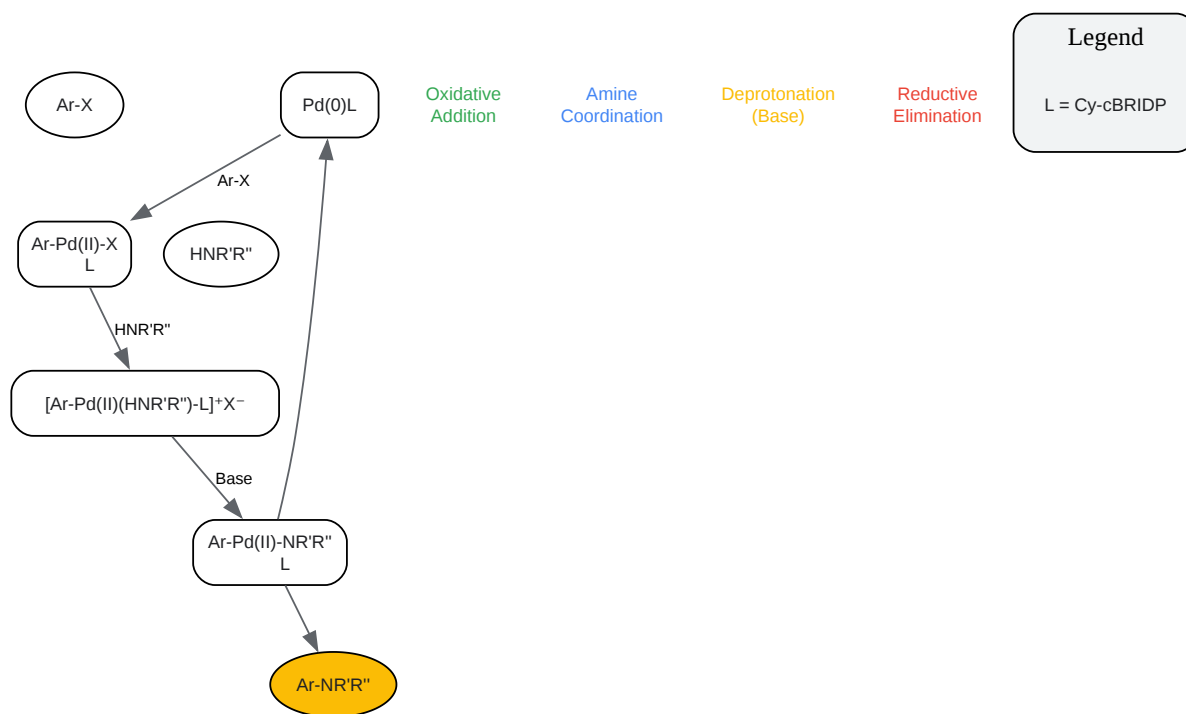 Legend
Ar-X
Pd(0)L
Oxidative
Addition
Amine
Coordination
Deprotonation
(Base)
Reductive
Elimination
L = Cy-cBRIDP
Ar-X
Ar-Pd(II)-X
L
HNR'R"
HNR'R"
[Ar-Pd(II)(HNR'R")-L]⁺X⁻
Base
Ar-Pd(II)-NR'R"
L
Ar-NR'R"